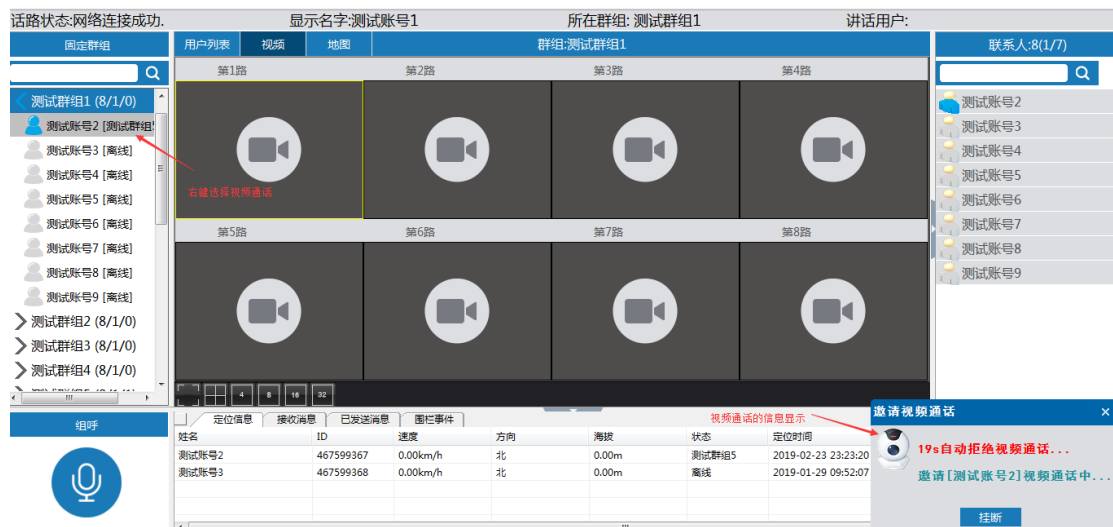 话路状态:网络连接成功.
显示名字:测试账号1
所在群组: 测试群组1
讲话用户:
固定群组
用户列表
视频
地图
群组:测试群组1
联系人:8(1/7)
测试群组1 (8/1/0)
测试账号2 [测试群组5
测试账号3 [离线]
测试账号4 [离线]
测试账号5 [离线]
测试账号6 [离线]
测试账号7 [离线]
测试账号8 [离线]
测试账号9 [离线]
测试群组2 (8/1/0)
测试群组3 (8/1/0)
测试群组4 (8/1/0)
第1路
第2路
第3路
第4路
右键选择视频通话
第5路
第6路
第7路
第8路
4
8
16
32
测试账号2
测试账号3
测试账号4
测试账号5
测试账号6
测试账号7
测试账号8
测试账号9
组呼
定位信息
接收消息
已发送消息
围栏事件
视频通话的信息显示
姓名 ID 速度 方向 海拔 状态 定位时间
测试账号2 467599367 0.00km/h 北 0.00m 测试群组5 2019-02-23 23:23:20
测试账号3 467599368 0.00km/h 北 0.00m 离线 2019-01-29 09:52:07
邀请视频通话
19s自动拒绝视频通话...
邀请[测试账号2]视频通话中...
挂断